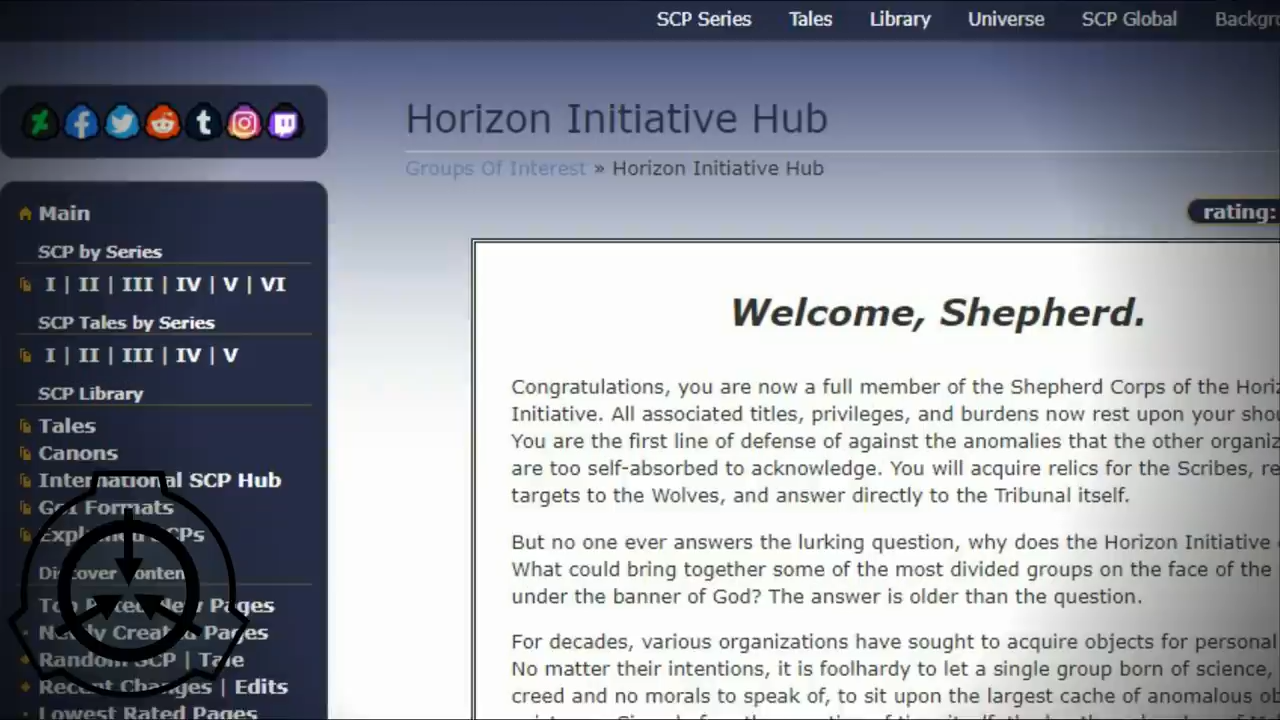 SCP Series Tales Library Universe SCP Global
Horizon Initiative Hub
Groups Of Interest » Horizon Initiative Hub
rating:
Main
SCP by Series
I | II | III | IV | V | VI
SCP Tales by Series
I | II | III | IV | V
SCP Library
Tales
Canons
International SCP Hub
GoI Formats
Explained SCPs
Discover Content
Top Rated New Pages
Newly Created Pages
Random SCP | Tale
Recent Changes | Edits
Lowest Rated Pages
Welcome, Shepherd.
Congratulations, you are now a full member of the Shepherd Corps of the
Initiative. All associated titles, privileges, and burdens now rest upon your
You are the first line of defense of against the anomalies that the other
are too self-absorbed to acknowledge. You will acquire relics for the Scribes,
targets to the Wolves, and answer directly to the Tribunal itself.
But no one ever answers the lurking question, why does the Horizon Initiative
What could bring together some of the most divided groups on the face of the
under the banner of God? The answer is older than the question.
For decades, various organizations have sought to acquire objects for personal
No matter their intentions, it is foolhardy to let a single group born of science,
creed and no morals to speak of, to sit upon the largest cache of anomalous